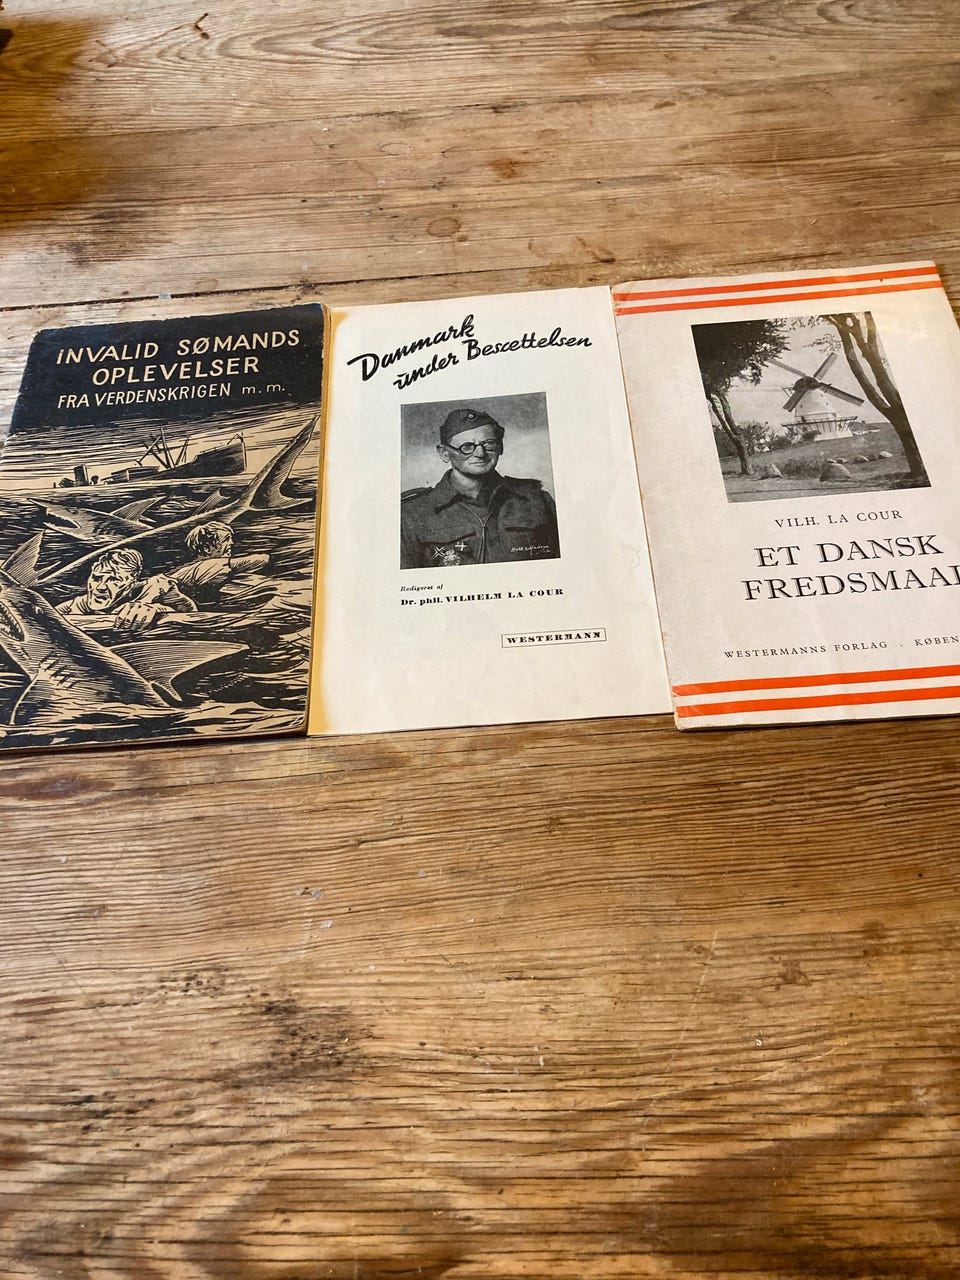 INVALID SØMANDS
OPLEVELSER
FRA VERDENSKRIGEN m.m.
Danmark
under Besættelsen
Redigeret af
Dr. phil. VILHELM LA COUR
WESTERMANN
VILH. LA COUR
ET DANSK
FREDSMAAL
WESTERMANNS FORLAG . KØBEN